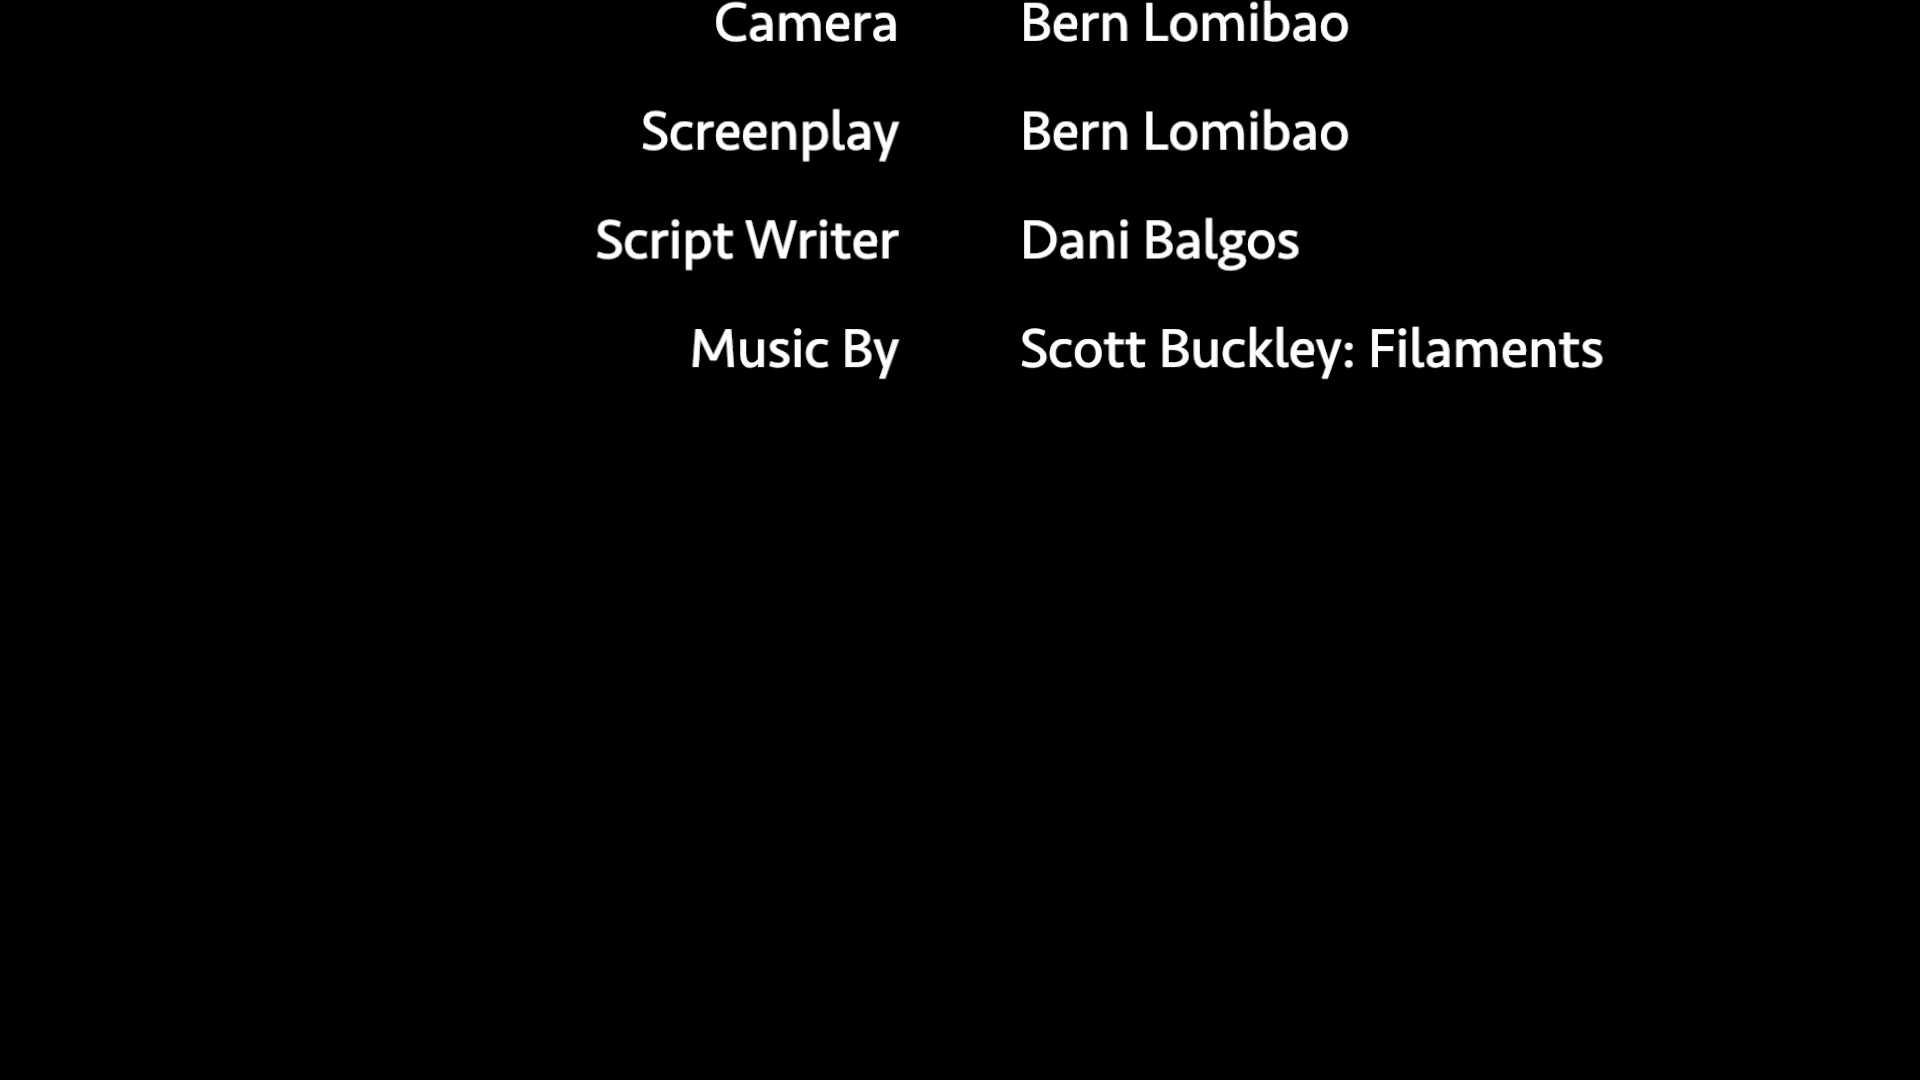 Camera Bern Lomibao
Screenplay Bern Lomibao
Script Writer Dani Balgos
Music By Scott Buckley: Filaments